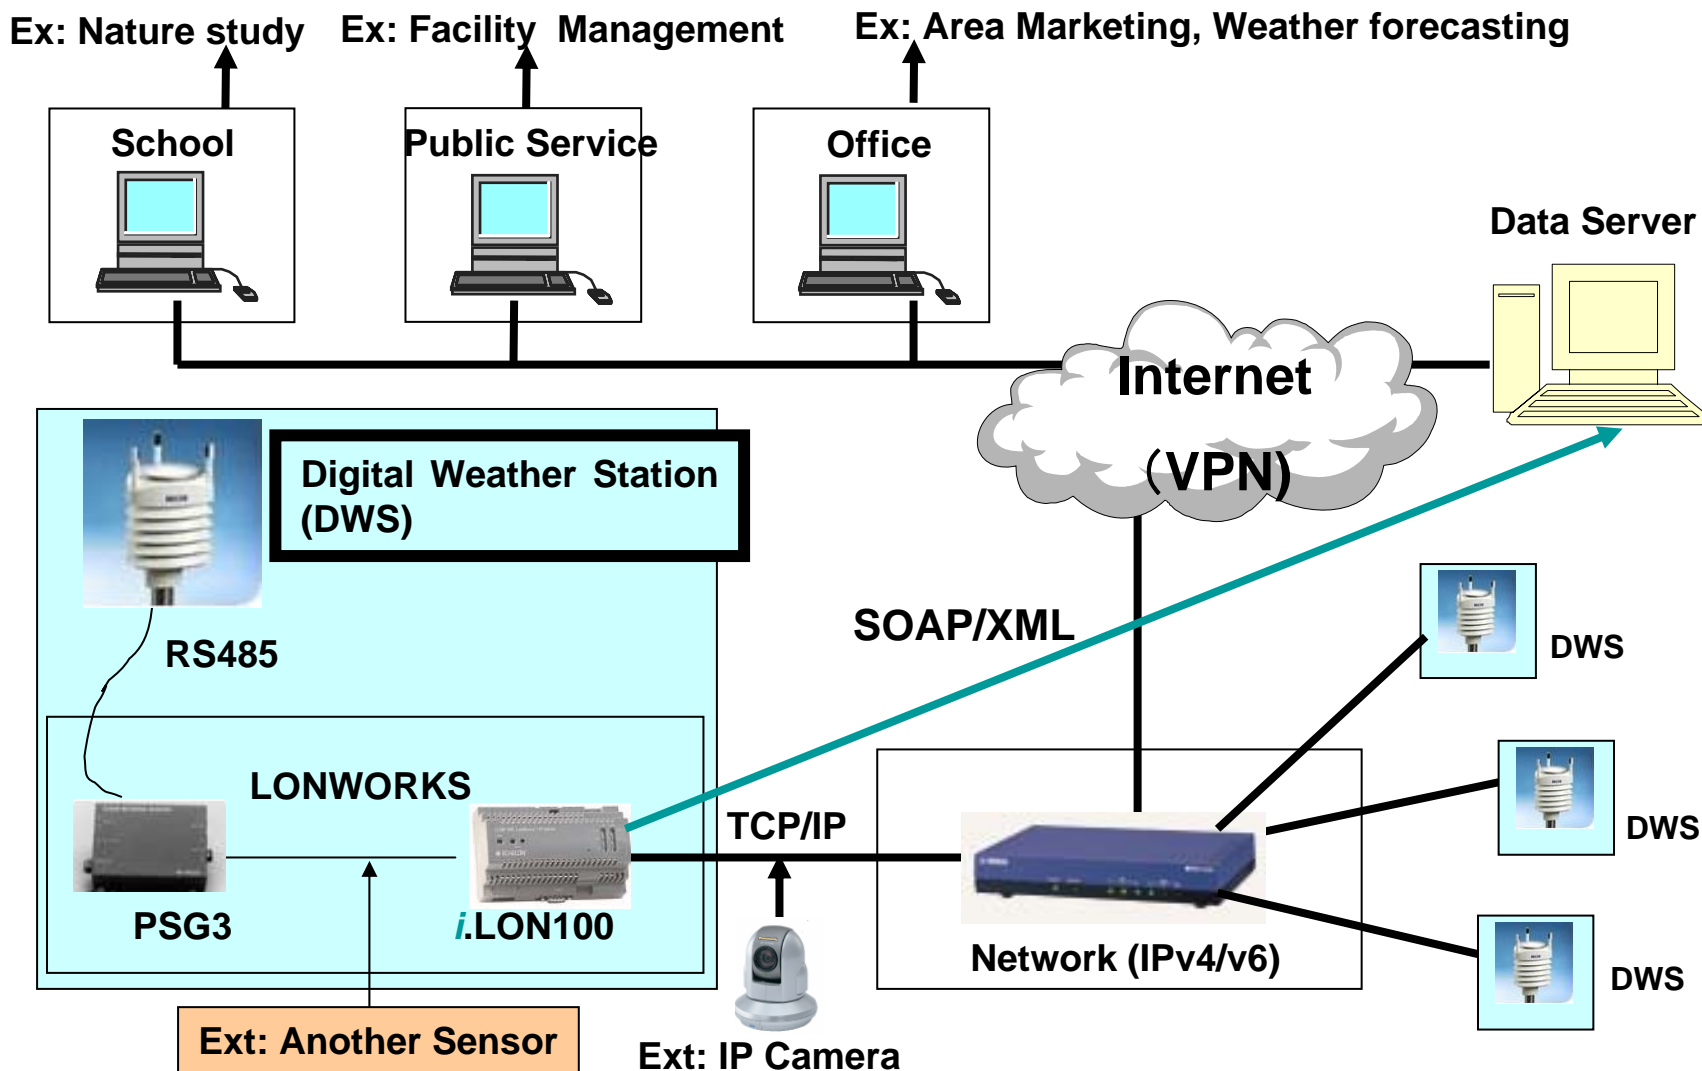 Ex: Nature study
Ex: Facility Management
Ex: Area Marketing, Weather forecasting
School
Public Service
Office
Data Server
Internet
(VPN)
Digital Weather Station
(DWS)
RS485
SOAP/XML
DWS
LONWORKS
TCP/IP
DWS
PSG3
i.LON100
Network (IPv4/v6)
DWS
Ext: Another Sensor
Ext: IP Camera